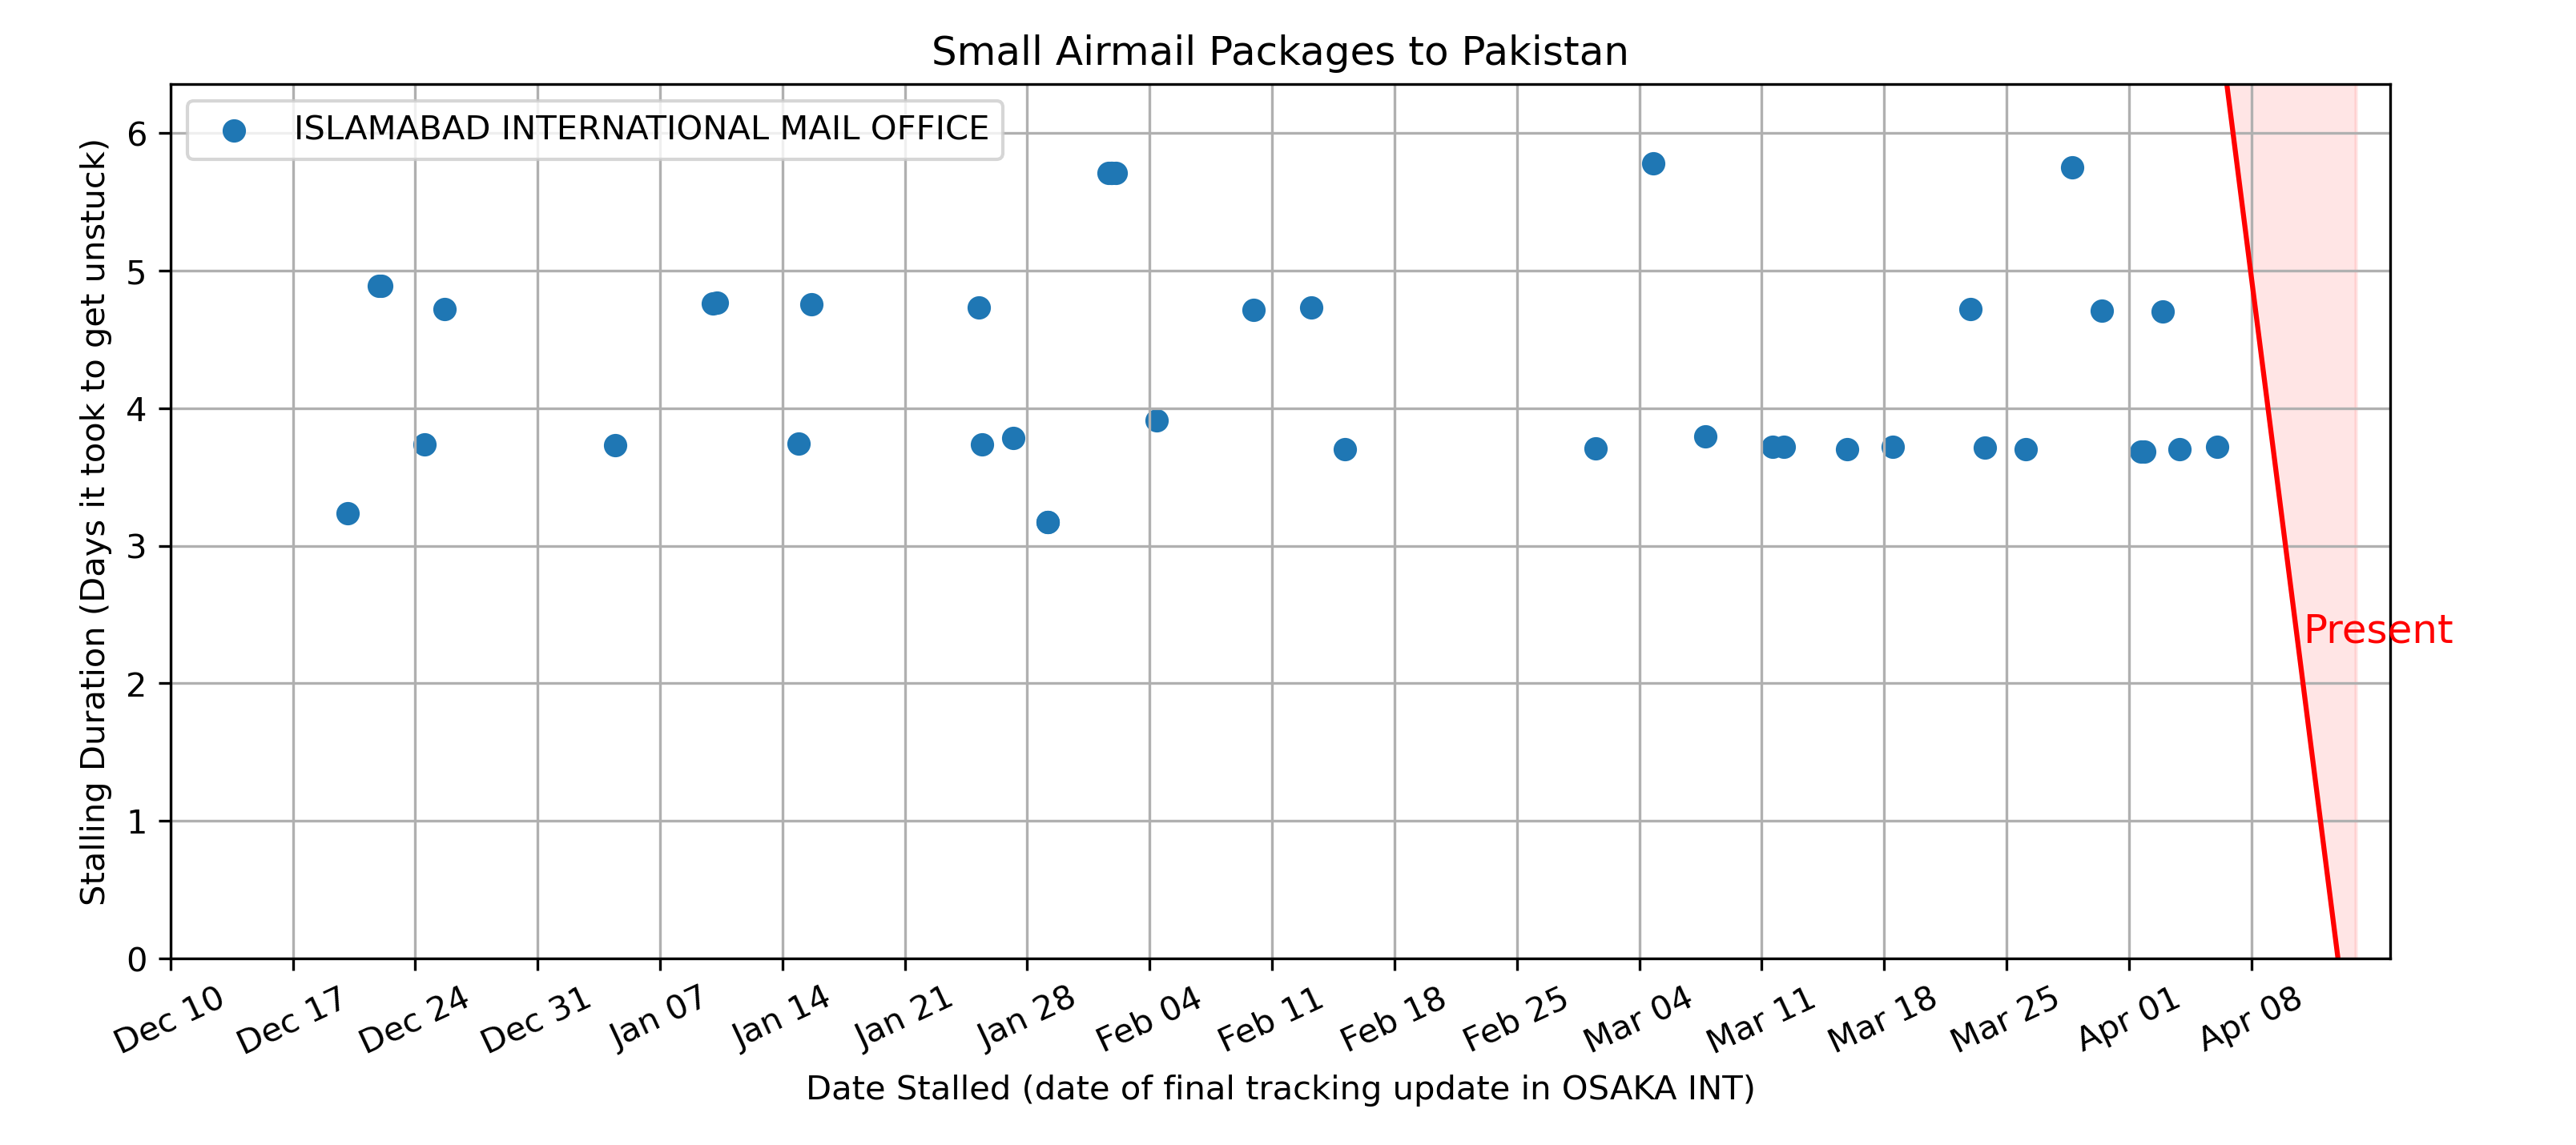 Small Airmail Packages to Pakistan
ISLAMABAD INTERNATIONAL MAIL OFFICE
Stalling Duration (Days it took to get unstuck)
6
5
4
3
2
1
0
Present
Dec 10
Dec 17
Dec 24
Dec 31
Jan 07
Jan 14
Jan 21
Jan 28
Feb 04
Feb 11
Feb 18
Feb 25
Mar 04
Mar 11
Mar 18
Mar 25
Apr 01
Apr 08
Date Stalled (date of final tracking update in OSAKA INT)